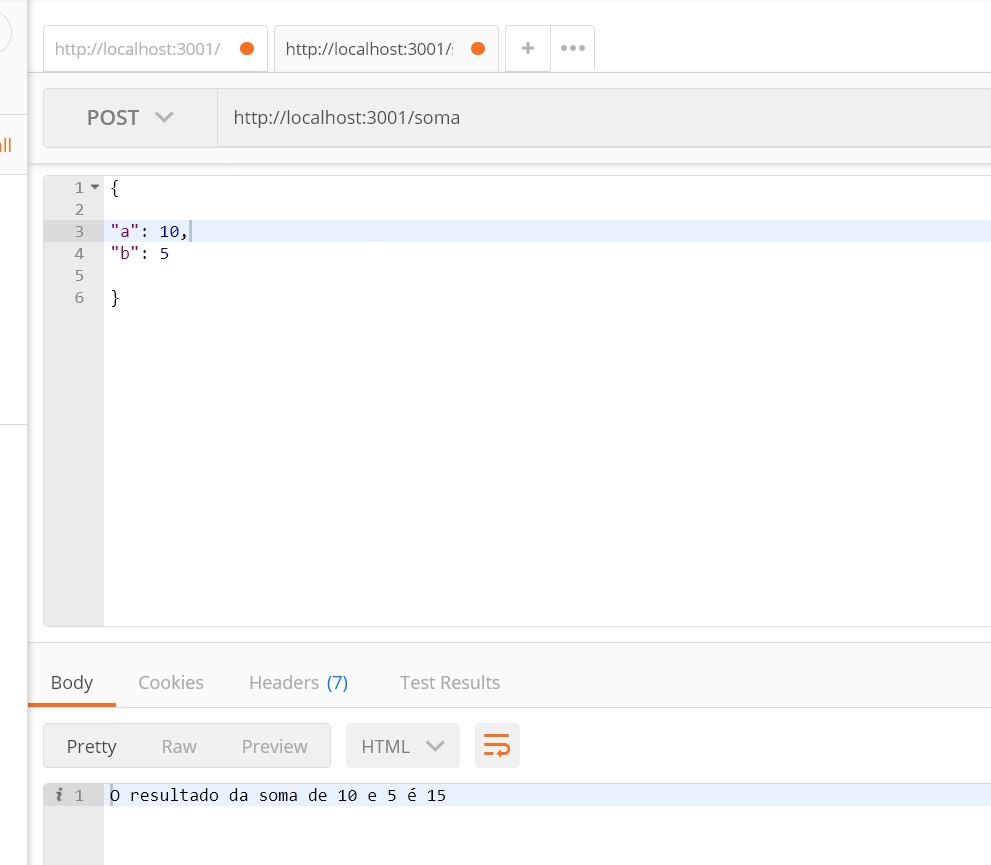 http://localhost:3001/ http://localhost:3001/
POST http://localhost:3001/soma
1 {
2
3 "a": 10,
4 "b": 5
5
6 }
Body Cookies Headers (7) Test Results
Pretty Raw Preview HTML
i 1 O resultado da soma de 10 e 5 é 15